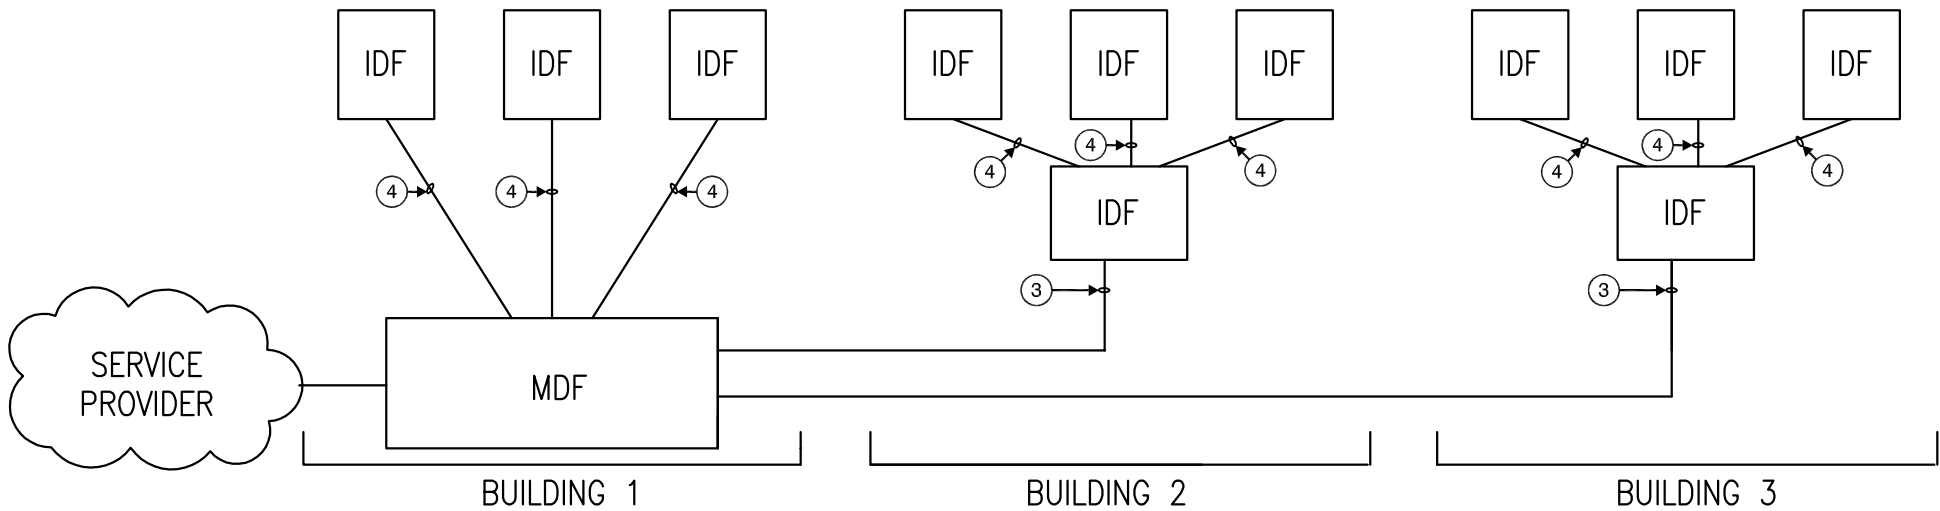 IDF IDF IDF IDF IDF IDF IDF IDF IDF
4 4 4 4 4 4
4 4 4
IDF IDF
3 3
SERVICE
PROVIDER
MDF
BUILDING 1 BUILDING 2 BUILDING 3